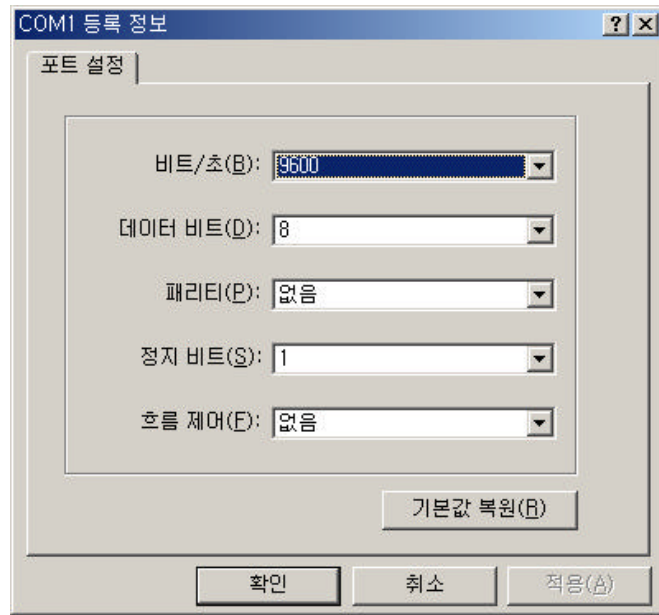 COM1 등록 정보
포트 설정
비트/초(B): 9600
데이터 비트(D): 8
패리티(P): 없음
정지 비트(S): 1
흐름 제어(F): 없음
기본값 복원(R)
확인 취소 적용(A)